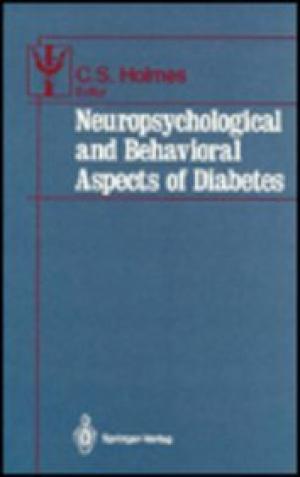 C.S. Holmes
Editor
Neuropsychological
and Behavioral
Aspects of Diabetes
Springer-Verlag